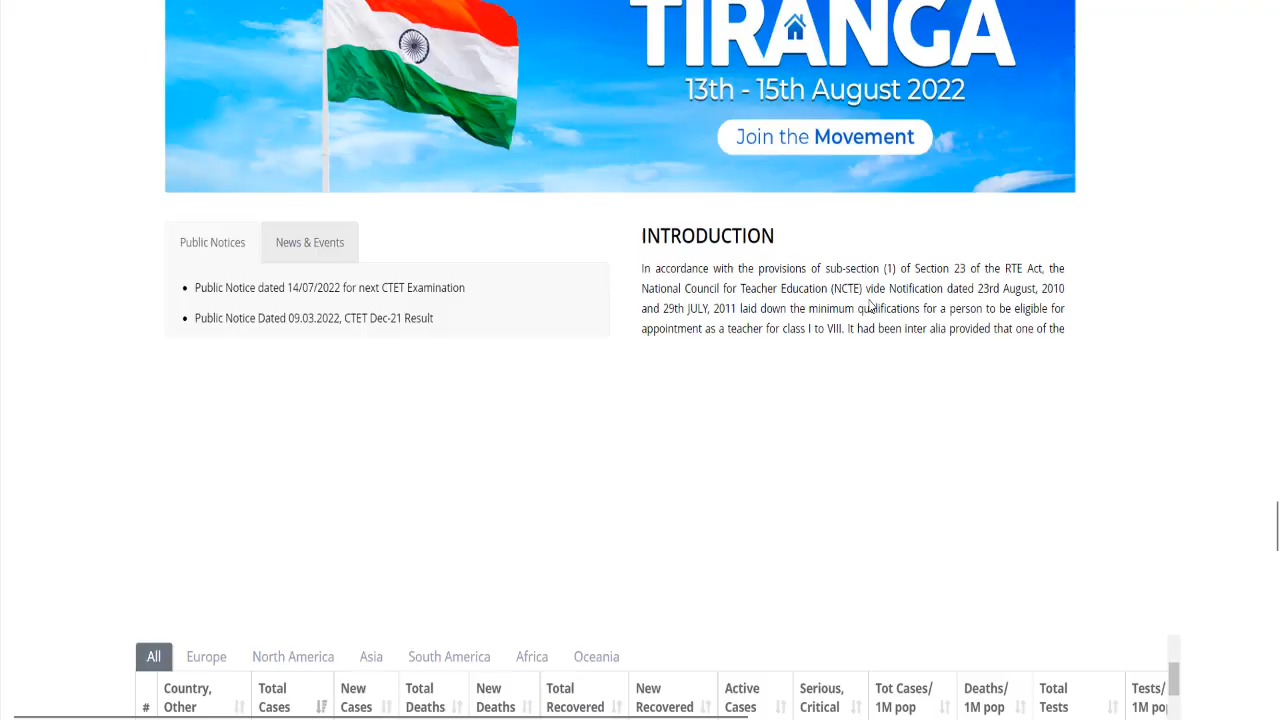 TIRANGA
13th - 15th August 2022
Join the Movement
Public Notices
News & Events
• Public Notice dated 14/07/2022 for next CTET Examination
• Public Notice Dated 09.03.2022, CTET Dec-21 Result
INTRODUCTION
In accordance with the provisions of sub-section (1) of Section 23 of the RTE Act, the
National Council for Teacher Education (NCTE) vide Notification dated 23rd August, 2010
and 29th JULY, 2011 laid down the minimum qualifications for a person to be eligible for
appointment as a teacher for class I to VIII. It had been inter alia provided that one of the
All Europe North America Asia South America Africa Oceania
# Country, Other
Total Cases
New Cases
Total Deaths
New Deaths
Total Recovered
New Recovered
Active Cases
Serious, Critical
Tot Cases/ 1M pop
Deaths/ 1M pop
Total Tests
Tests/ 1M